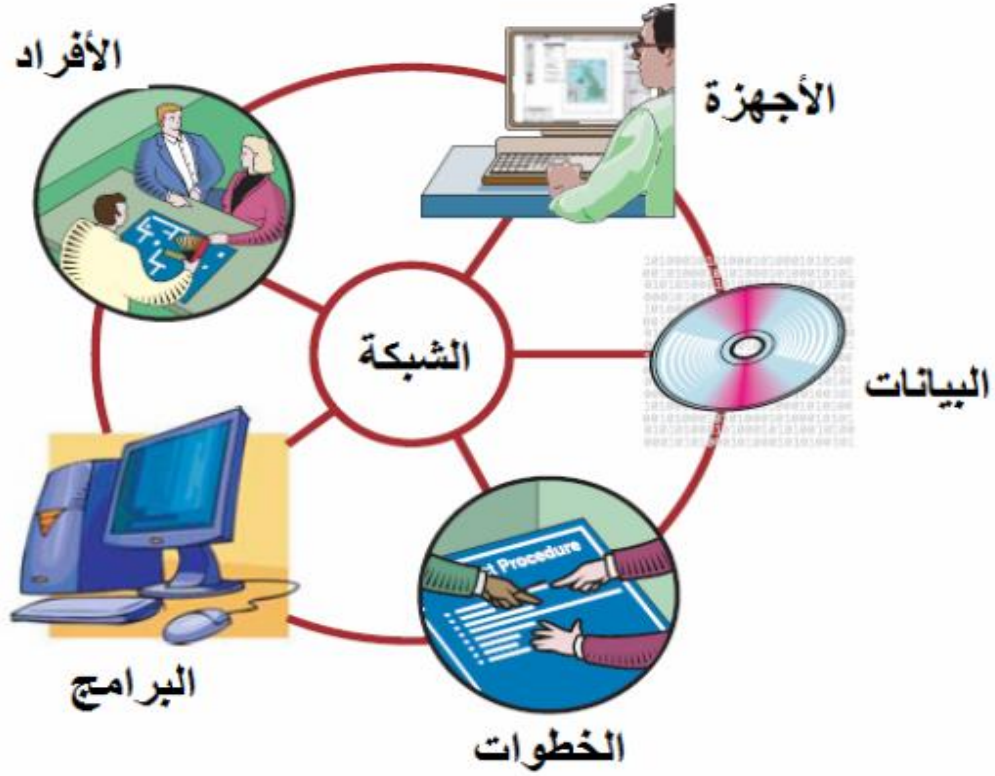 الأفراد
الأجهزة
الشبكة
البيانات
Procedure
البرامج
الخطوات